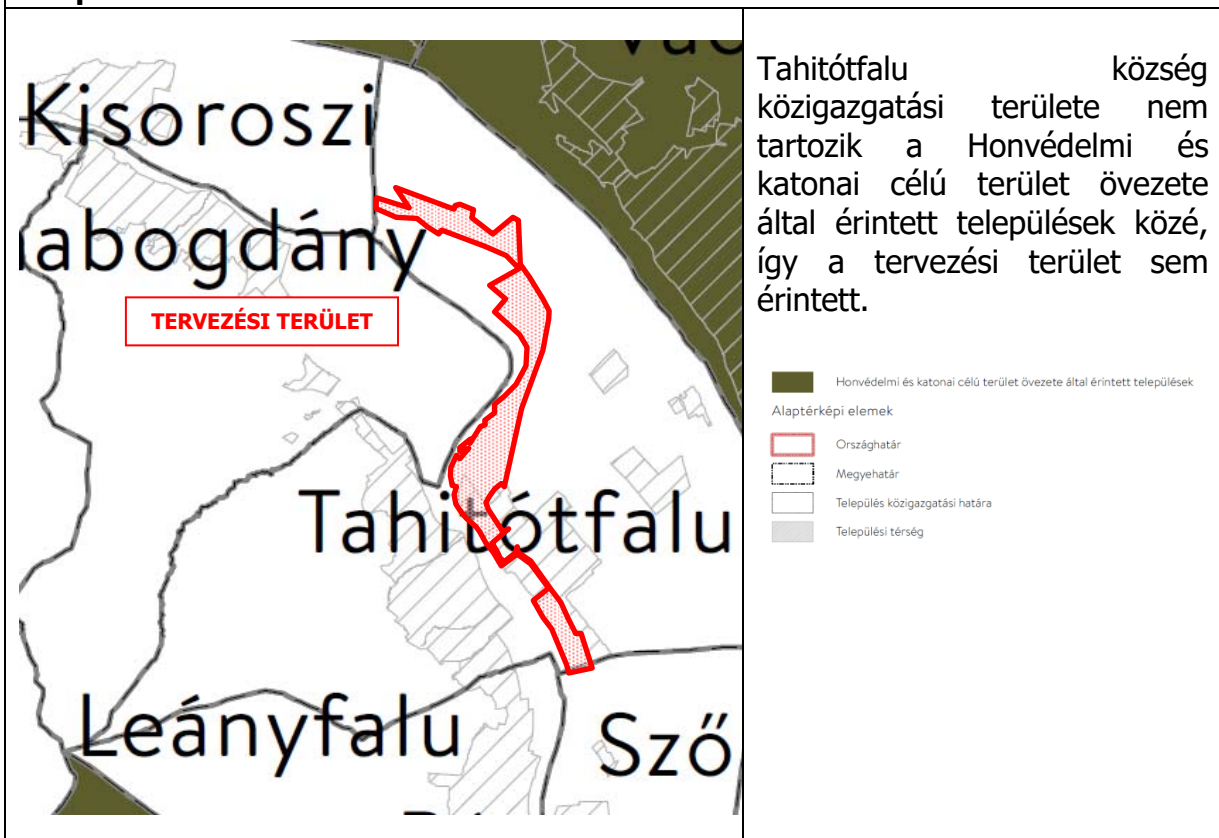 Kisoroszi
abogdány
TERVEZÉSI TERÜLET
Tahitótfalu
Leányfalu
Sző
Tahitótfalu község
közigazgatási területe nem
tartozik a Honvédelmi és
katonai célú terület övezete
által érintett települések közé,
így a tervezési terület sem
érintett.
Honvédelmi és katonai célú terület övezete által érintett települések
Alaptérképi elemek
Országhatár
Megyehatár
Település közigazgatási határa
Települési térség